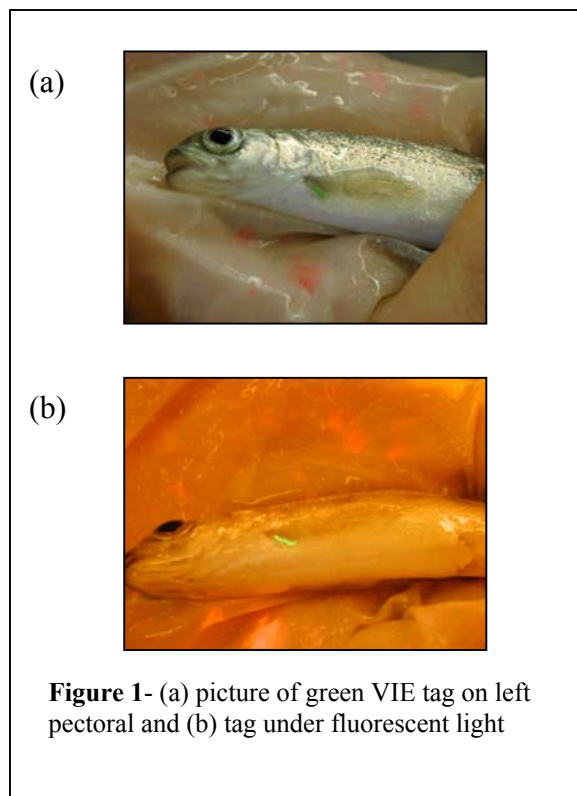 (a)
(b)
Figure 1- (a) picture of green VIE tag on left
pectoral and (b) tag under fluorescent light